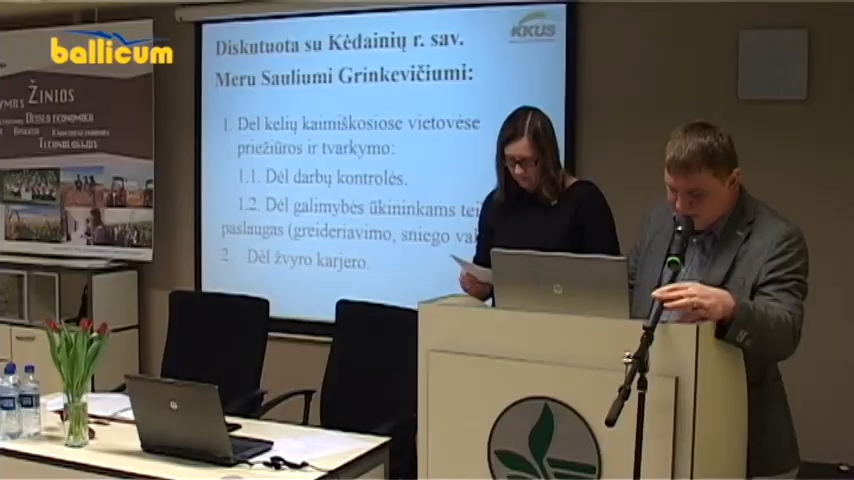 ballicum
KKUS
Diskutuota su Kėdainių r. sav.
Meru Sauliumi Grinkevičiumi:
1. Dėl kelių kaimiškosiose vietovėse
priežiūros ir tvarkymo:
1.1. Dėl darbų kontrolės.
1.2. Dėl galimybės ūkininkams tei
paslaugas (greideriavimo, sniego val
2. Dėl žvyro karjero.
ŽINIOS
TECHNOLOGIJOS